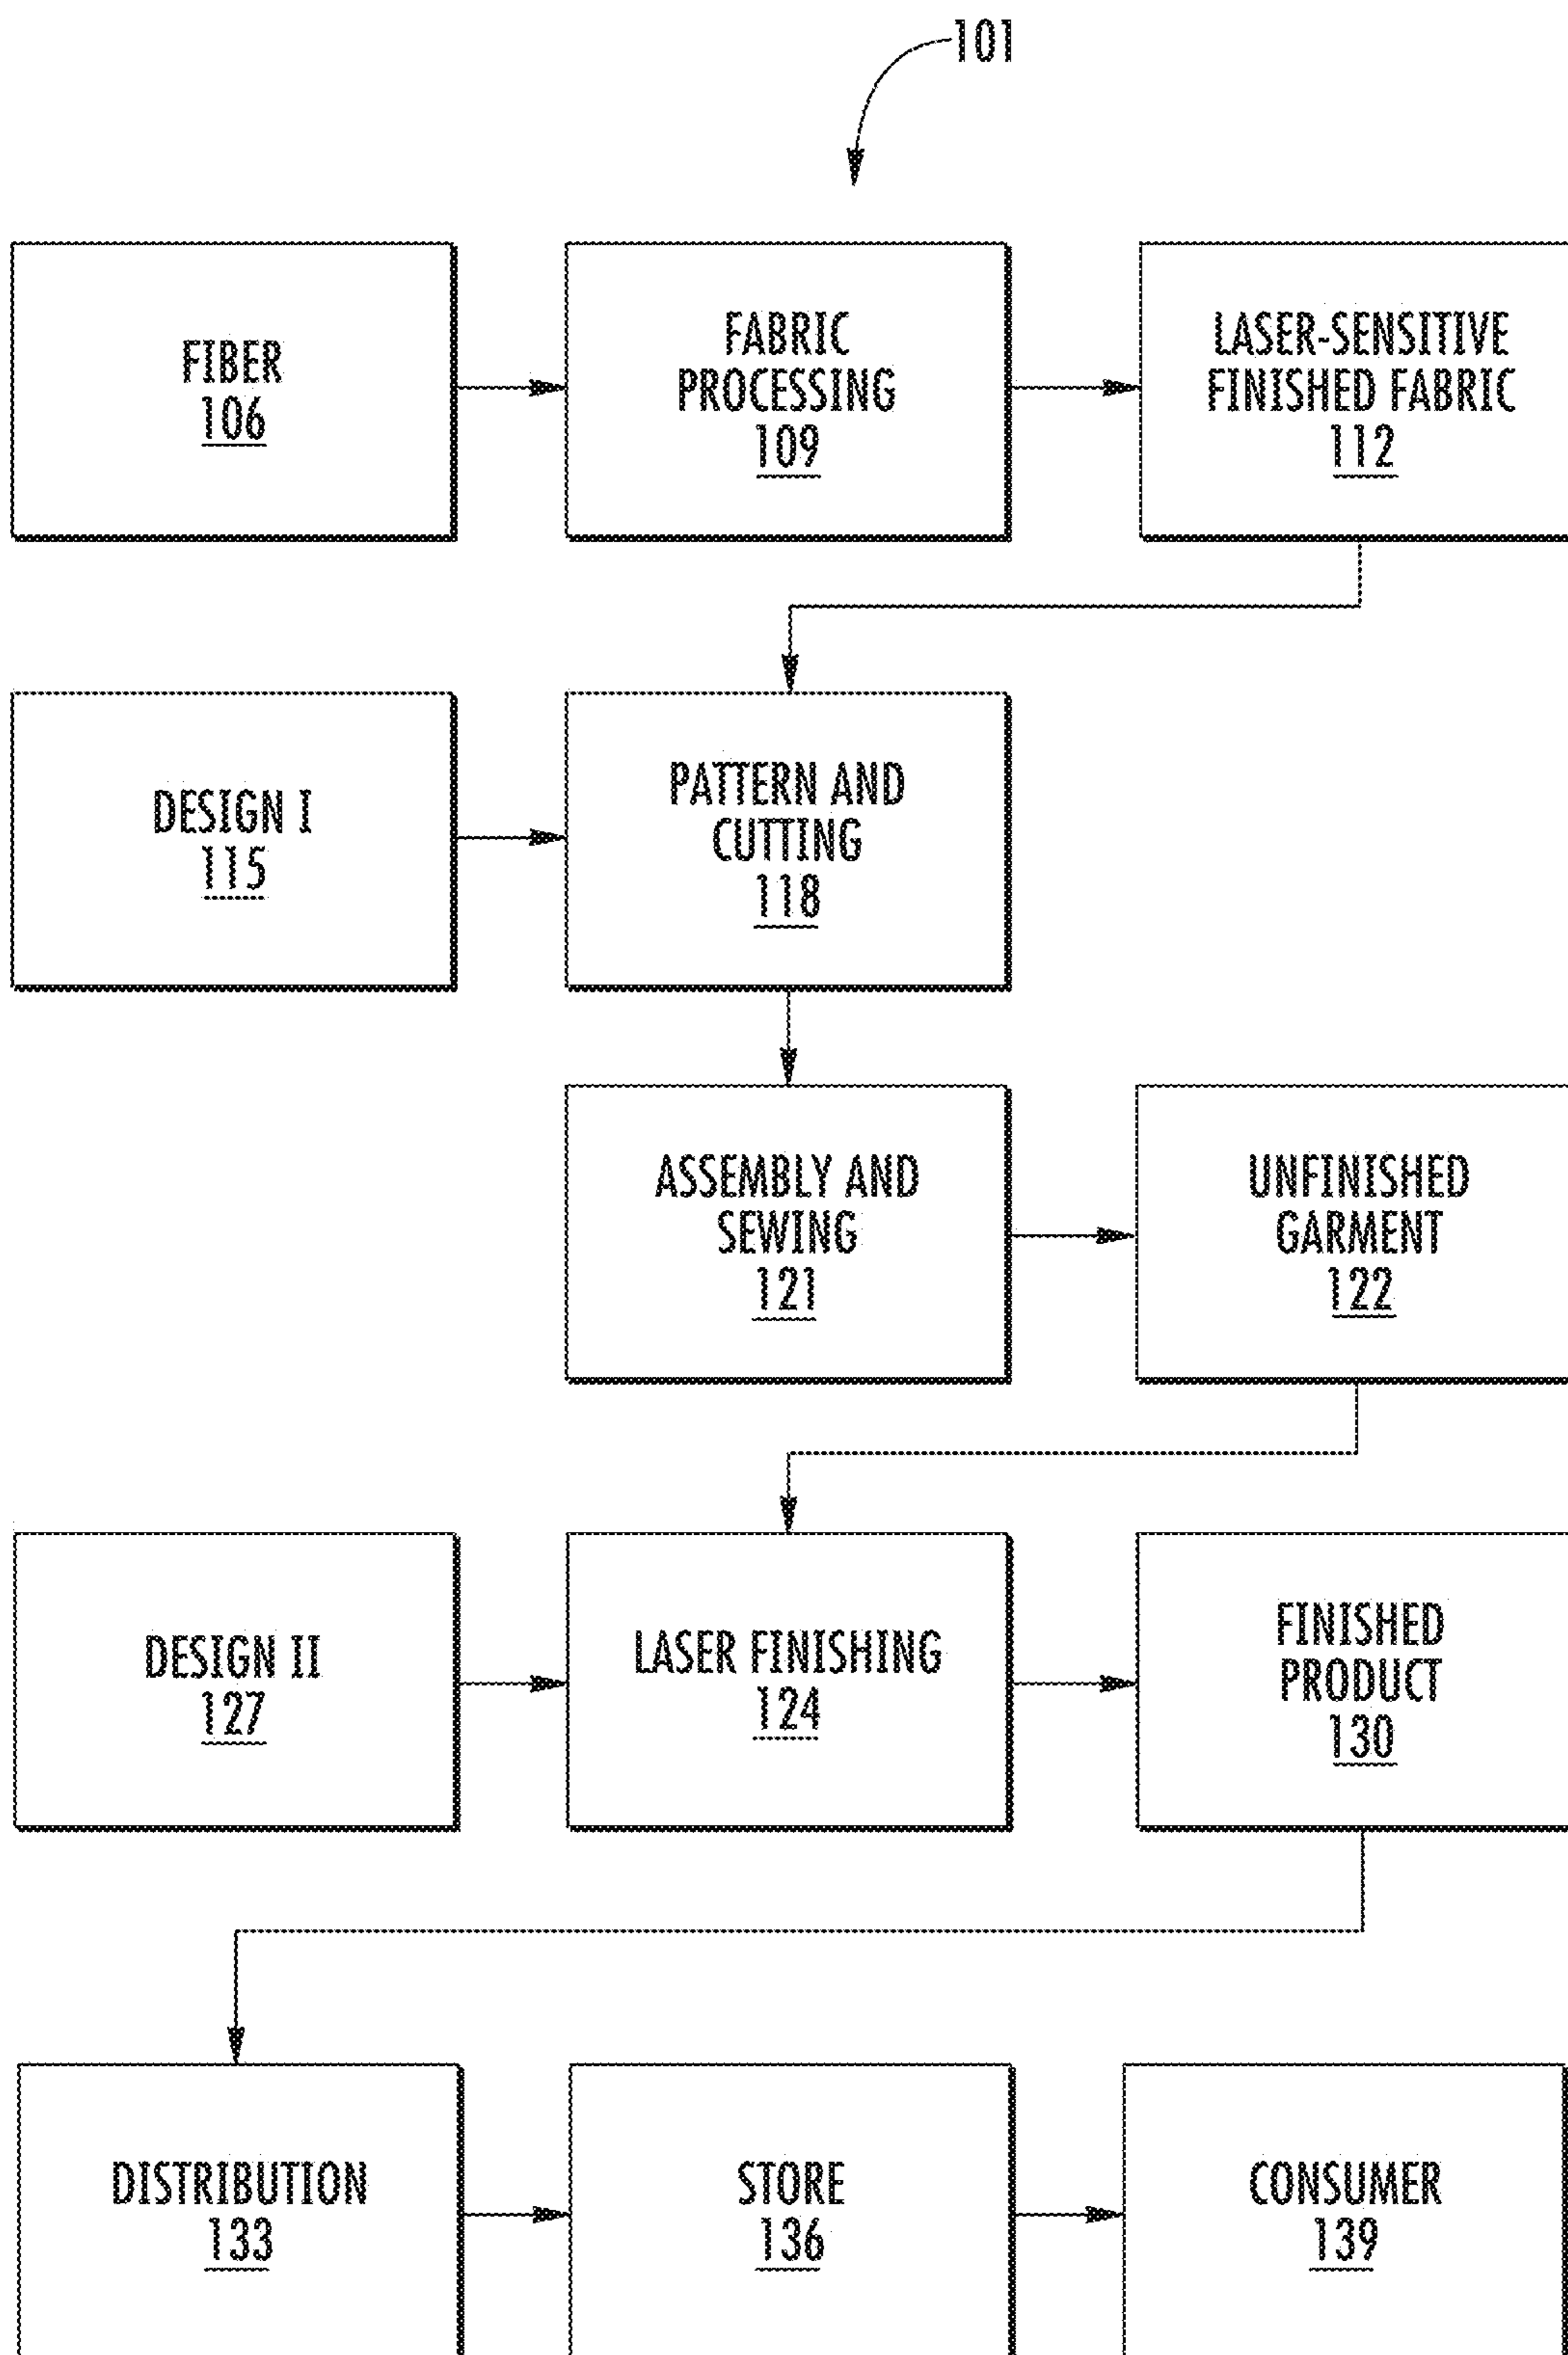 101
FIBER
106
FABRIC
PROCESSING
109
LASER-SENSITIVE
FINISHED FABRIC
112
DESIGN I
115
PATTERN AND
CUTTING
118
ASSEMBLY AND
SEWING
121
UNFINISHED
GARMENT
122
DESIGN II
127
LASER FINISHING
124
FINISHED
PRODUCT
130
DISTRIBUTION
133
STORE
136
CONSUMER
139